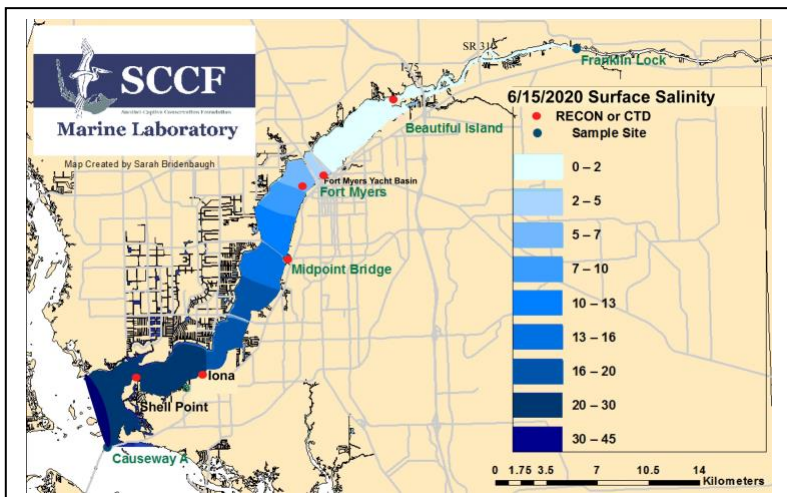 SCCF
Sanibel Captiva Conservation Foundation
Marine Laboratory
Map Created by Sarah Bridenbaugh
I-75
SR 31
Franklin Lock
Beautiful Island
Fort Myers Yacht Basin
Fort Myers
Midpoint Bridge
Iona
Shell Point
Causeway A
6/15/2020 Surface Salinity
RECON or CTD
Sample Site
0 – 2
2 – 5
5 – 7
7 – 10
10 – 13
13 – 16
16 – 20
20 – 30
30 – 45
0 1.75 3.5 7 10.5 14
Kilometers